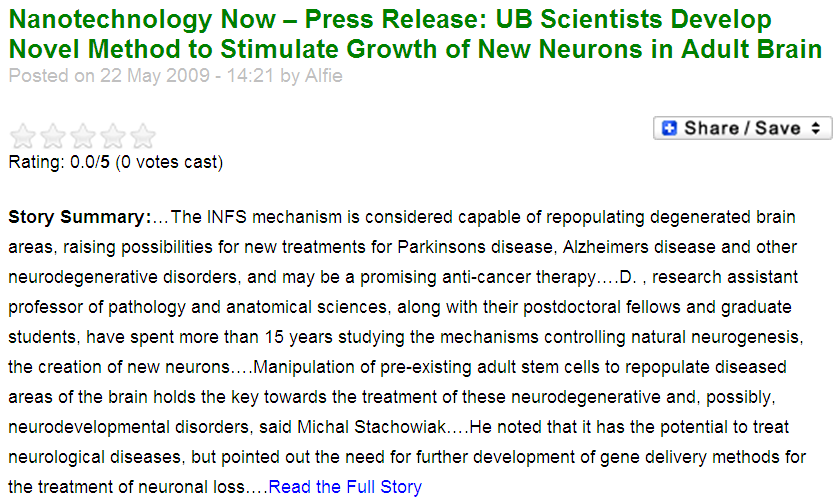 Nanotechnology Now – Press Release: UB Scientists Develop
Novel Method to Stimulate Growth of New Neurons in Adult Brain
Posted on 22 May 2009 - 14:21 by Alfie
Share / Save
Rating: 0.0/5 (0 votes cast)
Story Summary:…The INFS mechanism is considered capable of repopulating degenerated brain
areas, raising possibilities for new treatments for Parkinsons disease, Alzheimers disease and other
neurodegenerative disorders, and may be a promising anti-cancer therapy….D. , research assistant
professor of pathology and anatomical sciences, along with their postdoctoral fellows and graduate
students, have spent more than 15 years studying the mechanisms controlling natural neurogenesis,
the creation of new neurons….Manipulation of pre-existing adult stem cells to repopulate diseased
areas of the brain holds the key towards the treatment of these neurodegenerative and, possibly,
neurodevelopmental disorders, said Michal Stachowiak….He noted that it has the potential to treat
neurological diseases, but pointed out the need for further development of gene delivery methods for
the treatment of neuronal loss….Read the Full Story